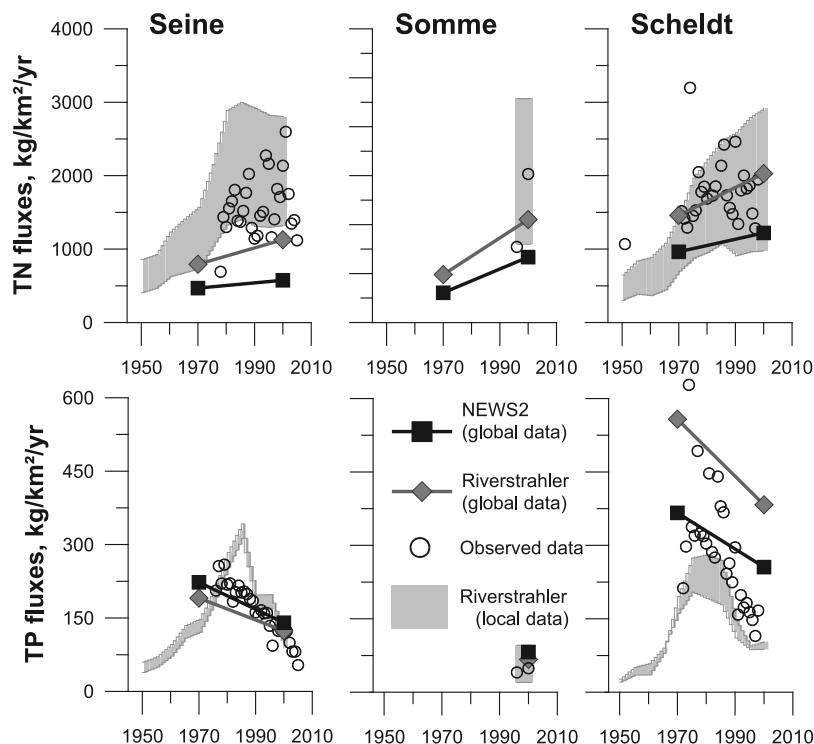 Seine
Somme
Scheldt
TN fluxes, kg/km²/yr
4000
3000
2000
1000
0
1950 1970 1990 2010
1950 1970 1990 2010
1950 1970 1990 2010
TP fluxes, kg/km²/yr
600
450
300
150
0
NEWS2
(global data)
Riverstrahler
(global data)
Observed data
Riverstrahler
(local data)
1950 1970 1990 2010
1950 1970 1990 2010
1950 1970 1990 2010